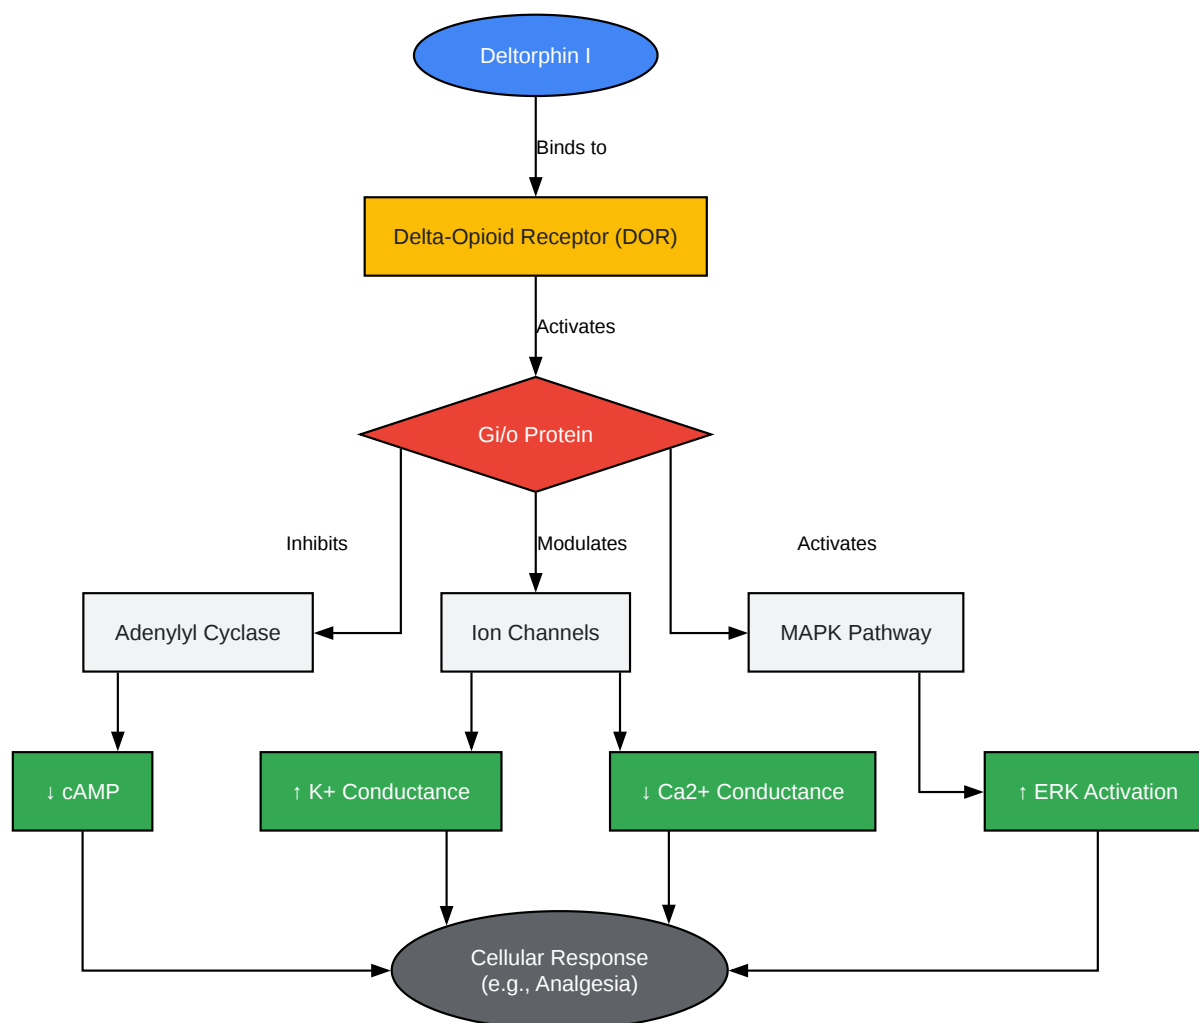 Deltorphin I
Binds to
Delta-Opioid Receptor (DOR)
Activates
Gi/o Protein
Inhibits
Modulates
Activates
Adenylyl Cyclase
Ion Channels
MAPK Pathway
↓ cAMP
↑ K+ Conductance
↓ Ca2+ Conductance
↑ ERK Activation
Cellular Response
(e.g., Analgesia)